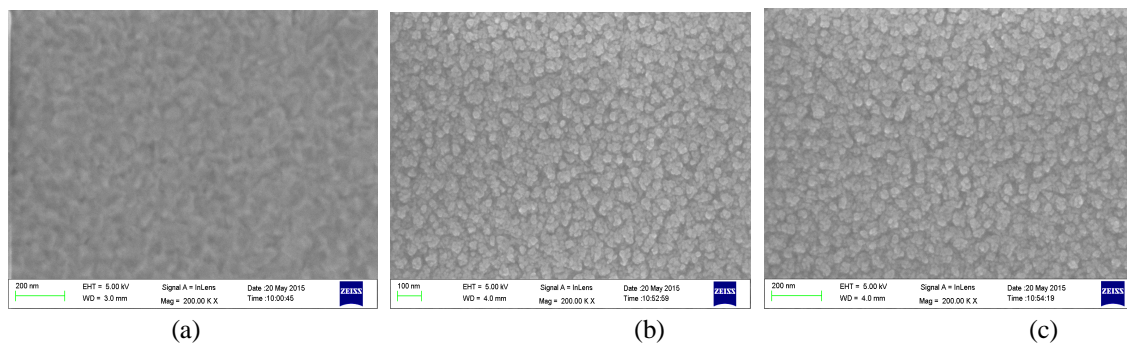 200 nm
EHT = 5.00 kV
WD = 3.0 mm
Signal A = InLens
Mag = 200.00 K X
Date :20 May 2015
Time :10:00:45
ZEISS
100 nm
EHT = 5.00 kV
WD = 4.0 mm
Signal A = InLens
Mag = 200.00 K X
Date :20 May 2015
Time :10:52:59
ZEISS
200 nm
EHT = 5.00 kV
WD = 4.0 mm
Signal A = InLens
Mag = 200.00 K X
Date :20 May 2015
Time :10:54:19
ZEISS
(a)
(b)
(c)